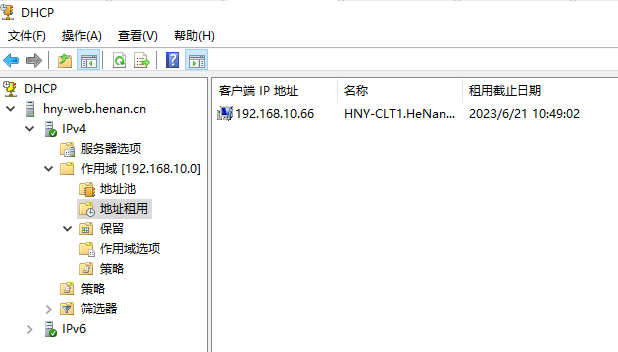 DHCP
文件(F) 操作(A) 查看(V) 帮助(H)
DHCP
hny-web.henan.cn
IPv4
服务器选项
作用域 [192.168.10.0]
地址池
地址租用
保留
作用域选项
策略
策略
筛选器
IPv6
客户端 IP 地址 名称 租用截止日期
192.168.10.66 HNY-CLT1.HeNan... 2023/6/21 10:49:02